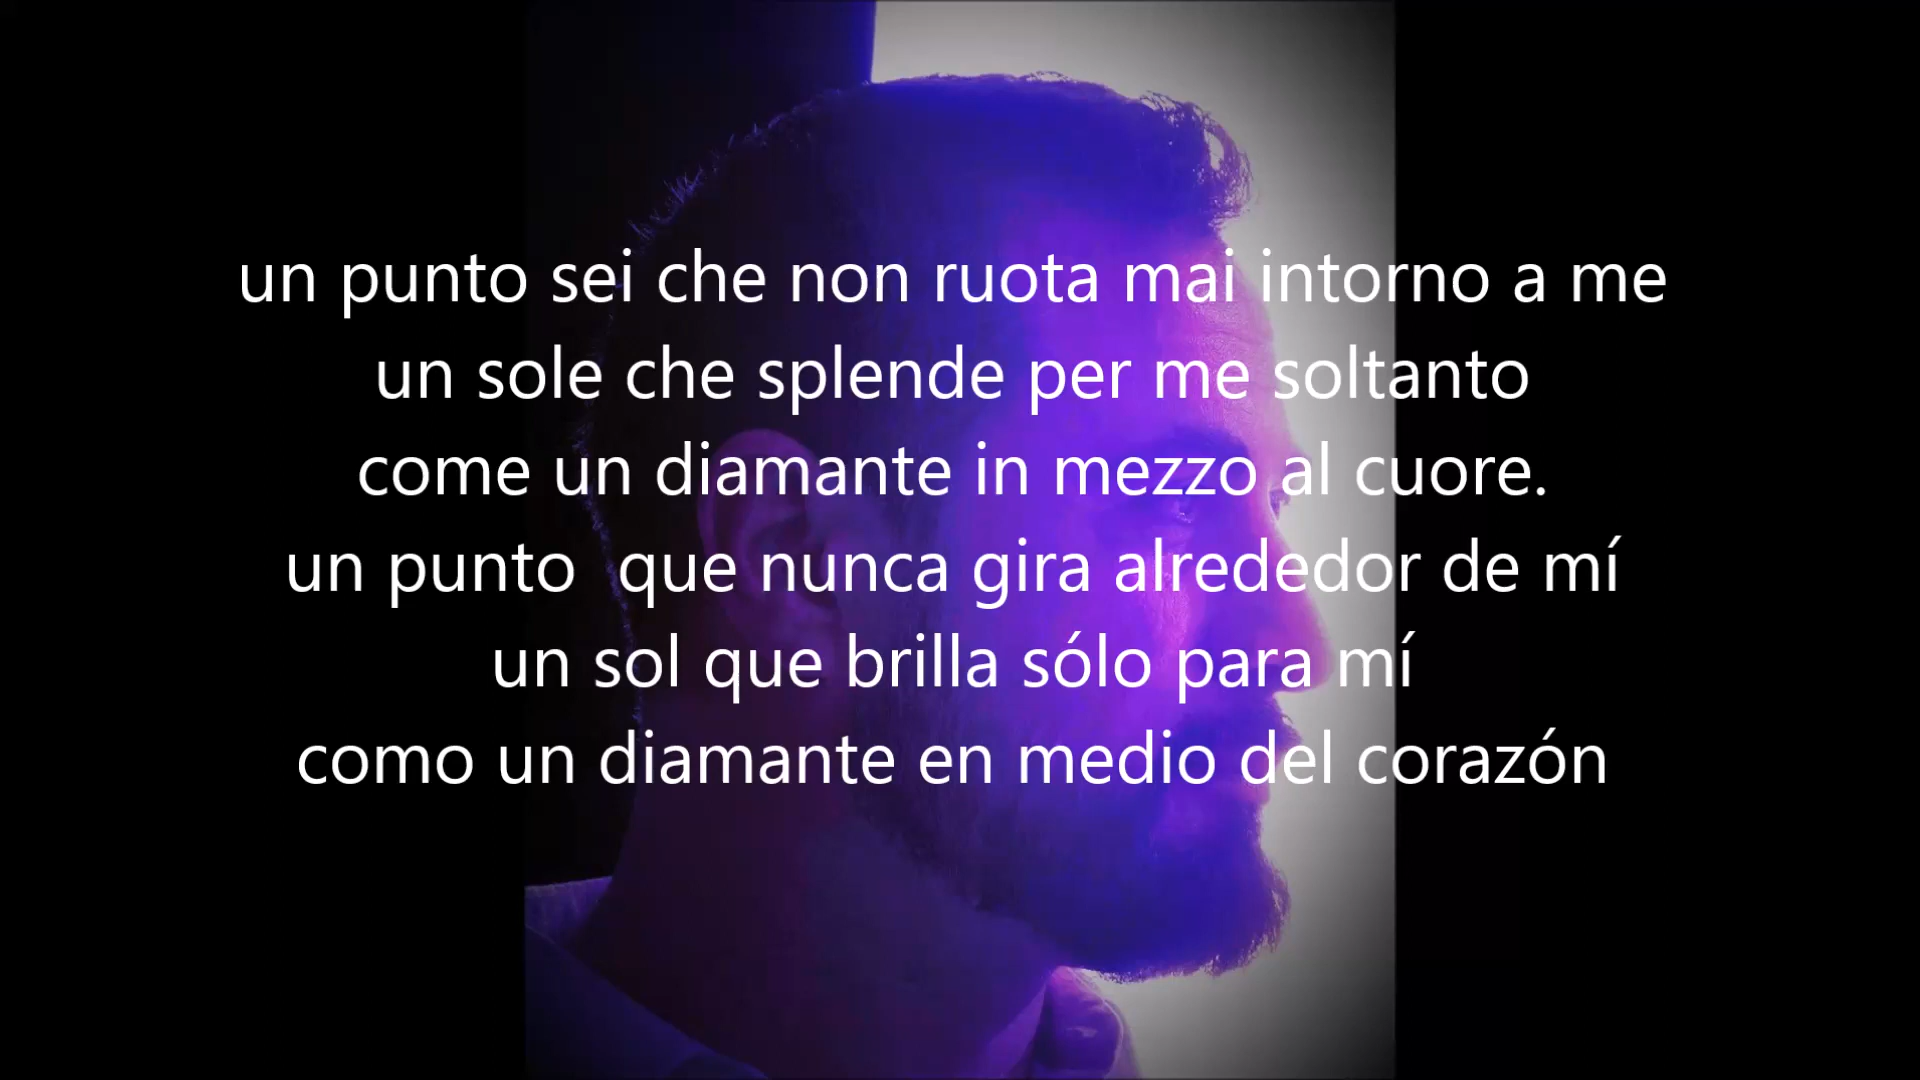 un punto sei che non ruota mai intorno a me
un sole che splende per me soltanto
come un diamante in mezzo al cuore.
un punto  que nunca gira alrededor de mí
un sol que brilla sólo para mí
como un diamante en medio del corazón